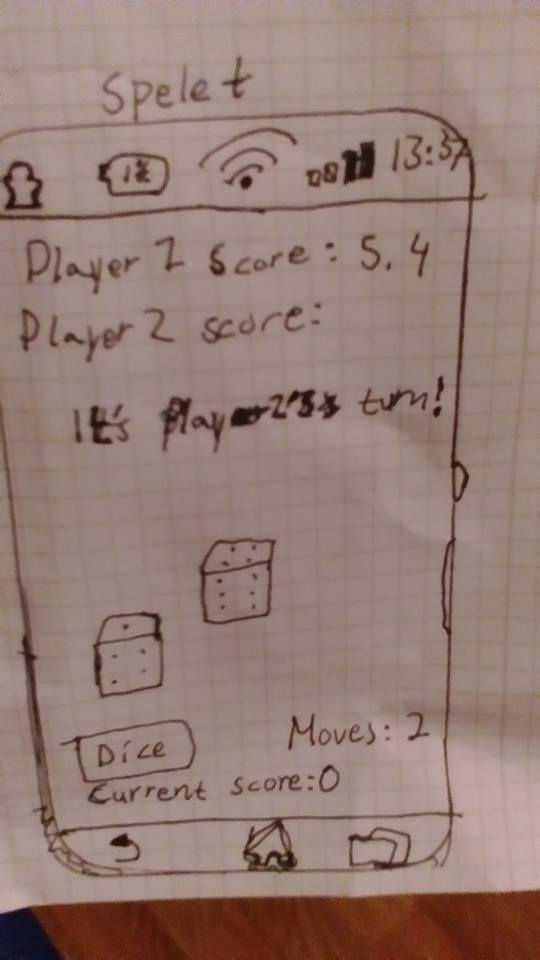 Spelet
13:37
Player 1 Score: 5.4
Player 2 score:
It's player 2's turn!
Dice
Moves: 2
Current score:0